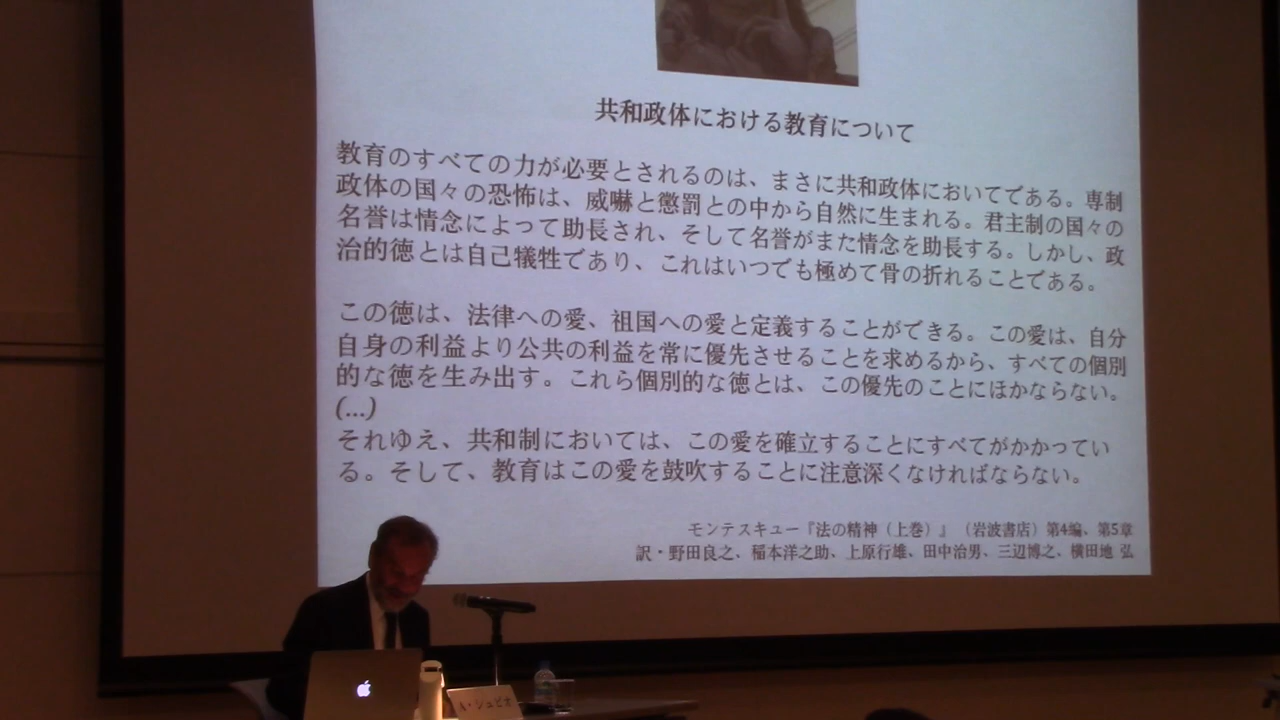 共和政体における教育について
教育のすべての力が必要とされるのは、まさに共和政体においてである。専制
政体の国々の恐怖は、威嚇と懲罰との中から自然に生まれる。君主制の国々の
名誉は情念によって助長され、そして名誉がまた情念を助長する。しかし、政
治的徳とは自己犠牲であり、これはいつでも極めて骨の折れることである。
この徳は、法律への愛、祖国への愛と定義することができる。この愛は、自分
自身の利益より公共の利益を常に優先させることを求めるから、すべての個別
的な徳を生み出す。これら個別的な徳とは、この優先のことにほかならない。
(...)
それゆえ、共和制においては、この愛を確立することにすべてがかかってい
る。そして、教育はこの愛を鼓吹することに注意深くなければならない。
モンテスキュー『法の精神（上巻）』（岩波書店）第4編、第5章
訳・野田良之、稲本洋之助、上原行雄、田中治男、三辺博之、横田地 弘
A・シュピオ